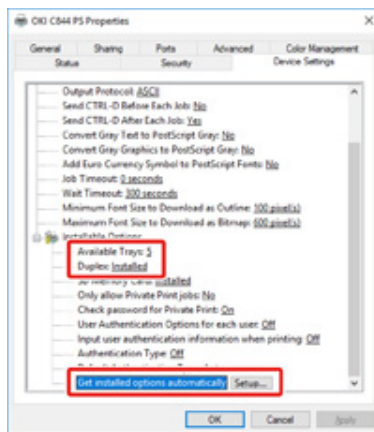 OKI C844 PS Properties
General Sharing Ports Advanced Color Management
Status Security Device Settings
Output Protocol: ASCII
Send CTRL-D Before Each Job: No
Send CTRL-D After Each Job: Yes
Convert Gray Text to PostScript Gray: No
Convert Gray Graphics to PostScript Gray: No
Add Euro Currency Symbol to PostScript Fonts: No
Job Timeout: 0 seconds
Wait Timeout: 300 seconds
Minimum Font Size to Download as Outline: 100 pixel(s)
Maximum Font Size to Download as Bitmap: 600 pixel(s)
Installable Options
Available Trays: 5
Duplex: Installed
SD Memory Card: Installed
Only allow Private Print jobs: No
Check password for Private Print: On
User Authentication Options for each user: Off
Input user authentication information when printing: Off
Authentication Type: Off
Get installed options automatically Setup...
OK Cancel Apply